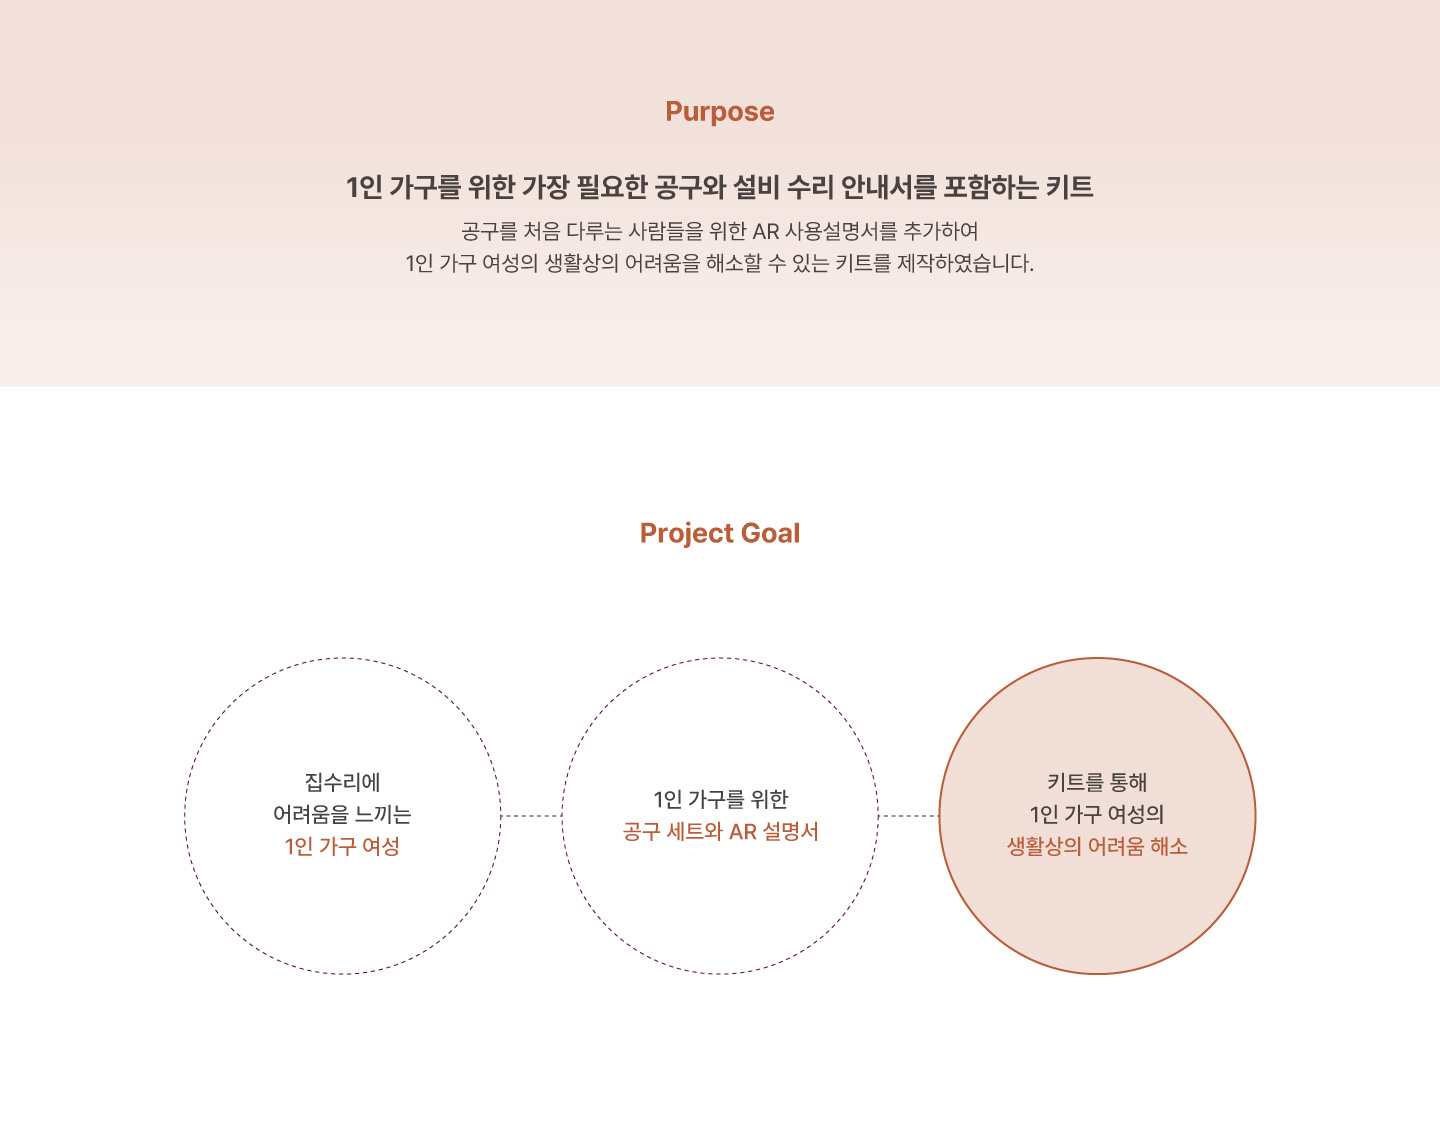 Purpose
1인 가구를 위한 가장 필요한 공구와 설비 수리 안내서를 포함하는 키트
공구를 처음 다루는 사람들을 위한 AR 사용설명서를 추가하여
1인 가구 여성의 생활상의 어려움을 해소할 수 있는 키트를 제작하였습니다.
Project Goal
집수리에
어려움을 느끼는
1인 가구 여성
1인 가구를 위한
공구 세트와 AR 설명서
키트를 통해
1인 가구 여성의
생활상의 어려움 해소